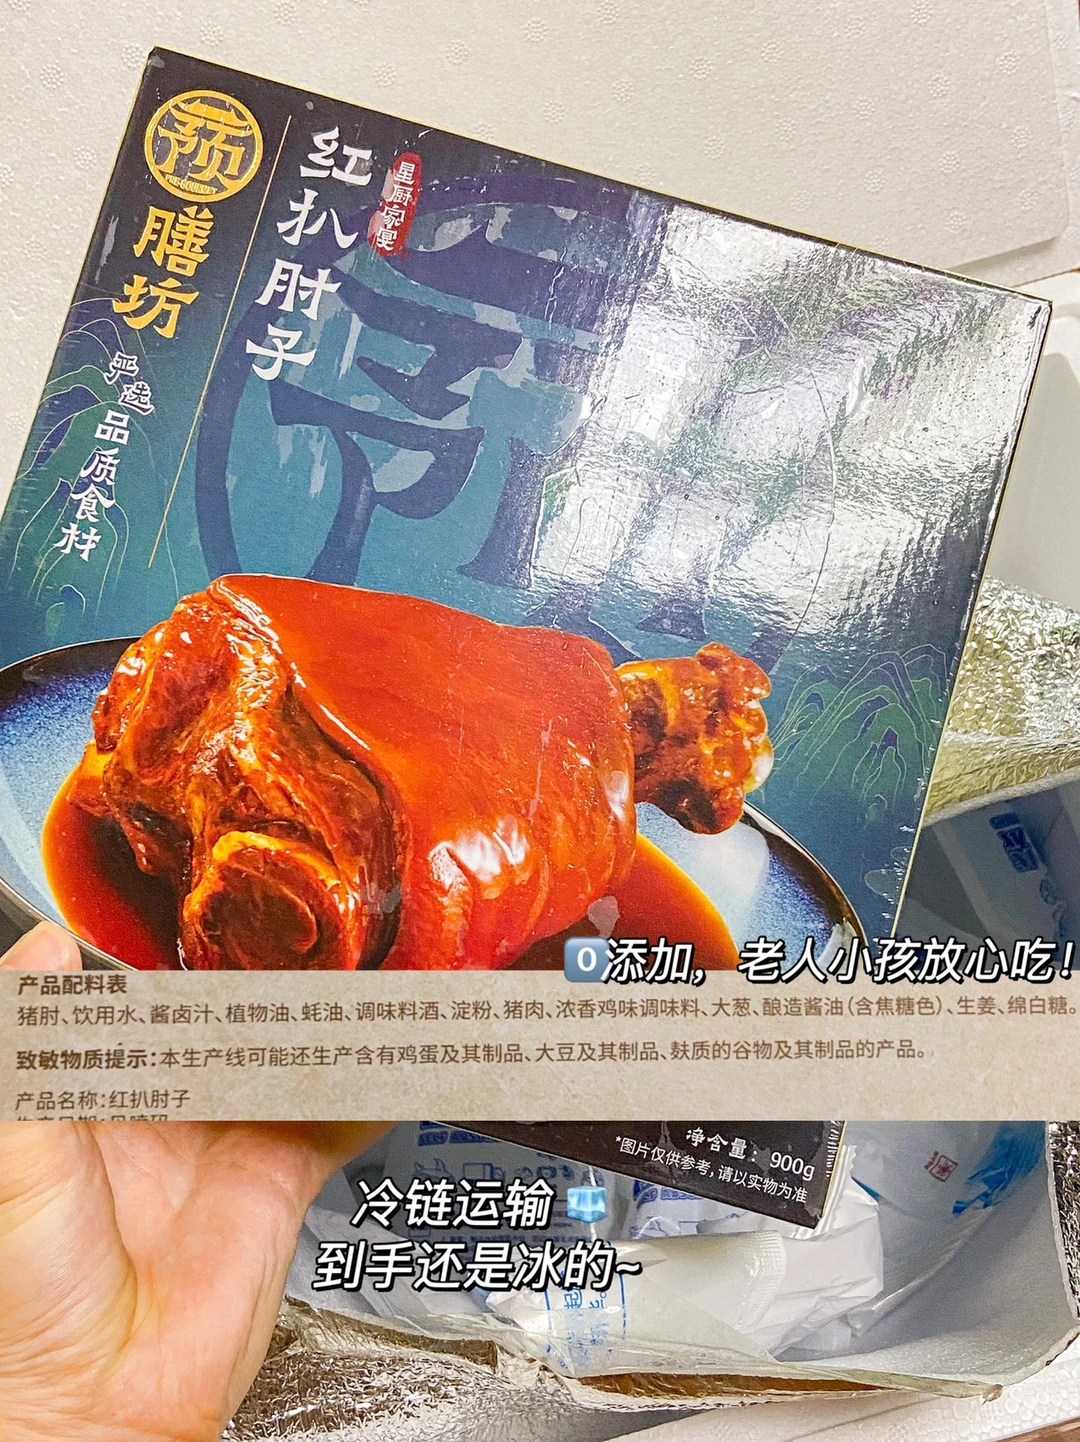 预
PRE-GOURMET
膳坊
严选品质食材
红扒肘子
星厨家宴
0添加，老人小孩放心吃！
产品配料表
猪肘、饮用水、酱卤汁、植物油、蚝油、调味料酒、淀粉、猪肉、浓香鸡味调味料、大葱、酿造酱油(含焦糖色)、生姜、绵白糖。
致敏物质提示：本生产线可能还生产含有鸡蛋及其制品、大豆及其制品、麸质的谷物及其制品的产品。
产品名称：红扒肘子
净含量：900g
*图片仅供参考，请以实物为准
冷链运输
到手还是冰的~